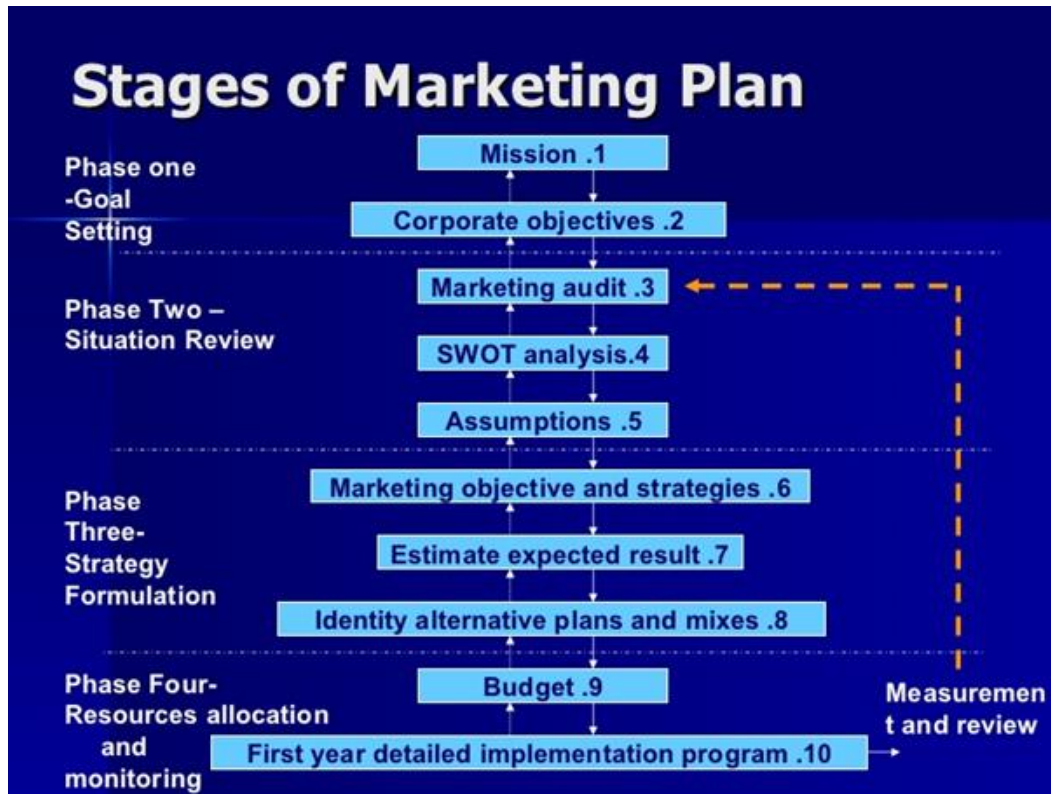 Stages of Marketing Plan
Phase one
-Goal
Setting
Mission .1
Corporate objectives .2
Phase Two –
Situation Review
Marketing audit .3
SWOT analysis.4
Assumptions .5
Phase
Three-
Strategy
Formulation
Marketing objective and strategies .6
Estimate expected result .7
Identity alternative plans and mixes .8
Phase Four-
Resources allocation
and
monitoring
Budget .9
First year detailed implementation program .10
Measuremen
t and review